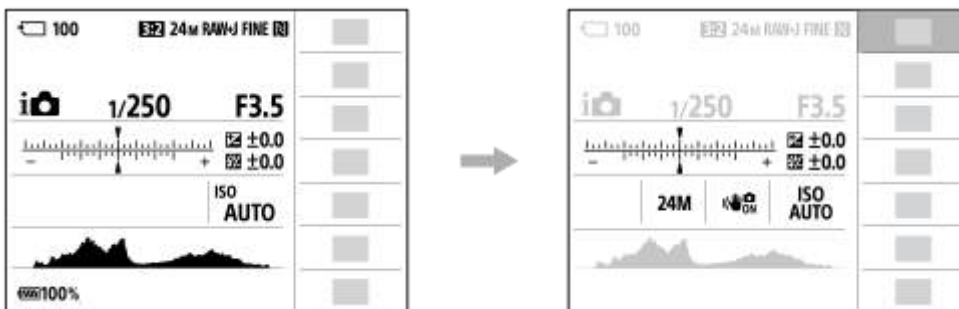 100 3:2 24M RAW+J FINE N
i 1/250 F3.5
±0.0
- + ±0.0
ISO
AUTO
100%
100 3:2 24M RAW+J FINE N
i 1/250 F3.5
±0.0
- + ±0.0
24M ON ISO
AUTO